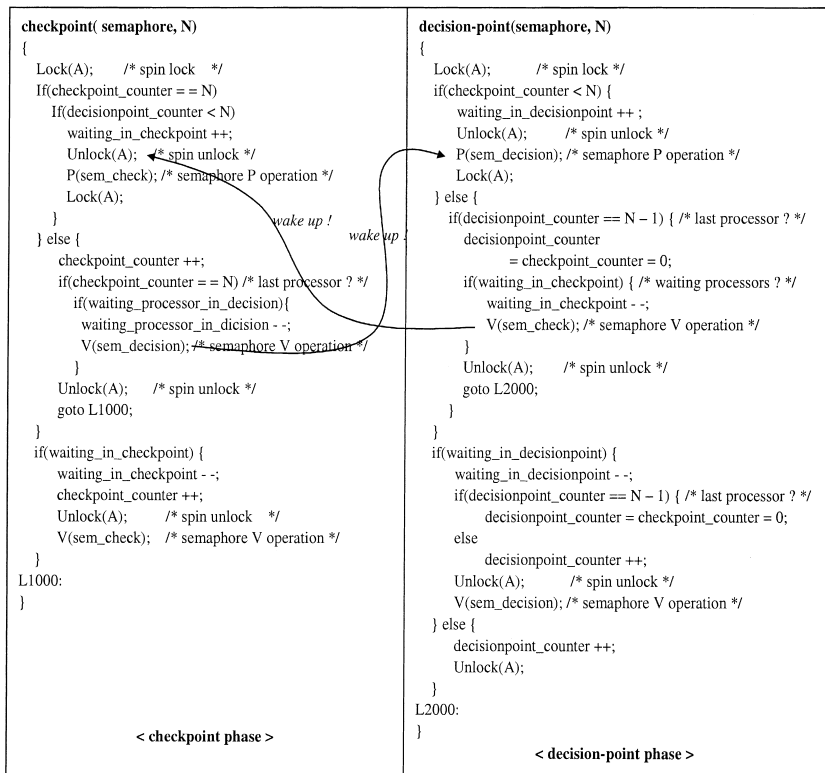 checkpoint( semaphore, N)
{
Lock(A); /* spin lock */
If(checkpoint_counter = = N)
If(decisionpoint_counter < N)
waiting_in_checkpoint ++;
Unlock(A); /* spin unlock */
P(sem_check); /* semaphore P operation */
Lock(A);
}
} else {
checkpoint_counter ++;
if(checkpoint_counter == N) /* last processor ? */
if(waiting_processor_in_decision){
waiting_processor_in_dicision - -;
V(sem_decision); /* semaphore V operation */
}
Unlock(A); /* spin unlock */
goto L1000;
}
if(waiting_in_checkpoint) {
waiting_in_checkpoint - -;
checkpoint_counter ++;
Unlock(A); /* spin unlock */
V(sem_check); /* semaphore V operation */
}
L1000:
}
< checkpoint phase >
wake up !
wake up !
decision-point(semaphore, N)
{
Lock(A); /* spin lock */
if(checkpoint_counter < N) {
waiting_in_decisionpoint ++ ;
Unlock(A); /* spin unlock */
P(sem_decision); /* semaphore P operation */
Lock(A);
} else {
if(decisionpoint_counter == N – 1) { /* last processor ? */
decisionpoint_counter
= checkpoint_counter = 0;
if(waiting_in_checkpoint) { /* waiting processors ? */
waiting_in_checkpoint - -;
V(sem_check); /* semaphore V operation */
}
Unlock(A); /* spin unlock */
goto L2000;
}
}
if(waiting_in_decisionpoint) {
waiting_in_decisionpoint - -;
if(decisionpoint_counter == N – 1) { /* last processor ? */
decisionpoint_counter = checkpoint_counter = 0;
else
decisionpoint_counter ++;
Unlock(A); /* spin unlock */
V(sem_decision); /* semaphore V operation */
} else {
decisionpoint_counter ++;
Unlock(A);
}
L2000:
}
< decision-point phase >